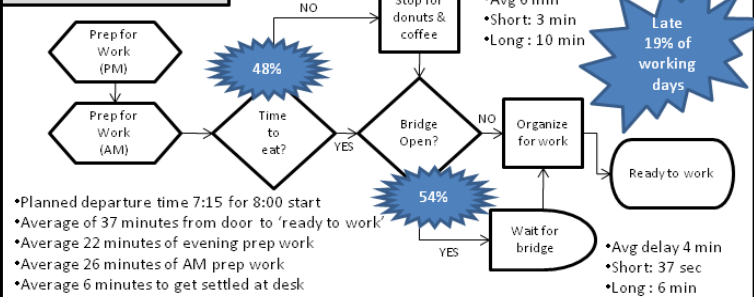 NO
Stop for
donuts &
coffee
•Avg 6 min
•Short: 3 min
•Long : 10 min
Late
19% of
working
days
Prep for
Work
(PM)
48%
Prep for
Work
(AM)
Time
to
eat?
YES
Bridge
Open?
NO
Organize
for work
Ready to work
54%
YES
Wait for
bridge
•Planned departure time 7:15 for 8:00 start
•Average of 37 minutes from door to ‘ready to work’
•Average 22 minutes of evening prep work
•Average 26 minutes of AM prep work
•Average 6 minutes to get settled at desk
•Avg delay 4 min
•Short: 37 sec
•Long : 6 min